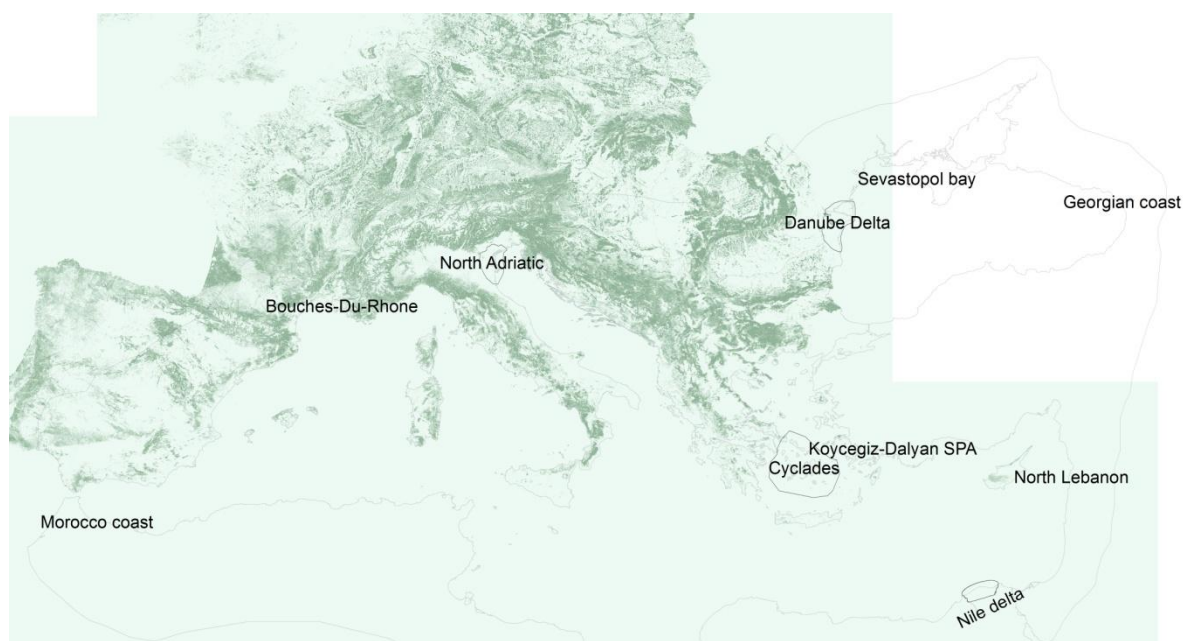 Sevastopol bay
Georgian coast
Danube Delta
North Adriatic
Bouches-Du-Rhone
Koycegiz-Dalyan SPA
Cyclades
North Lebanon
Morocco coast
Nile delta